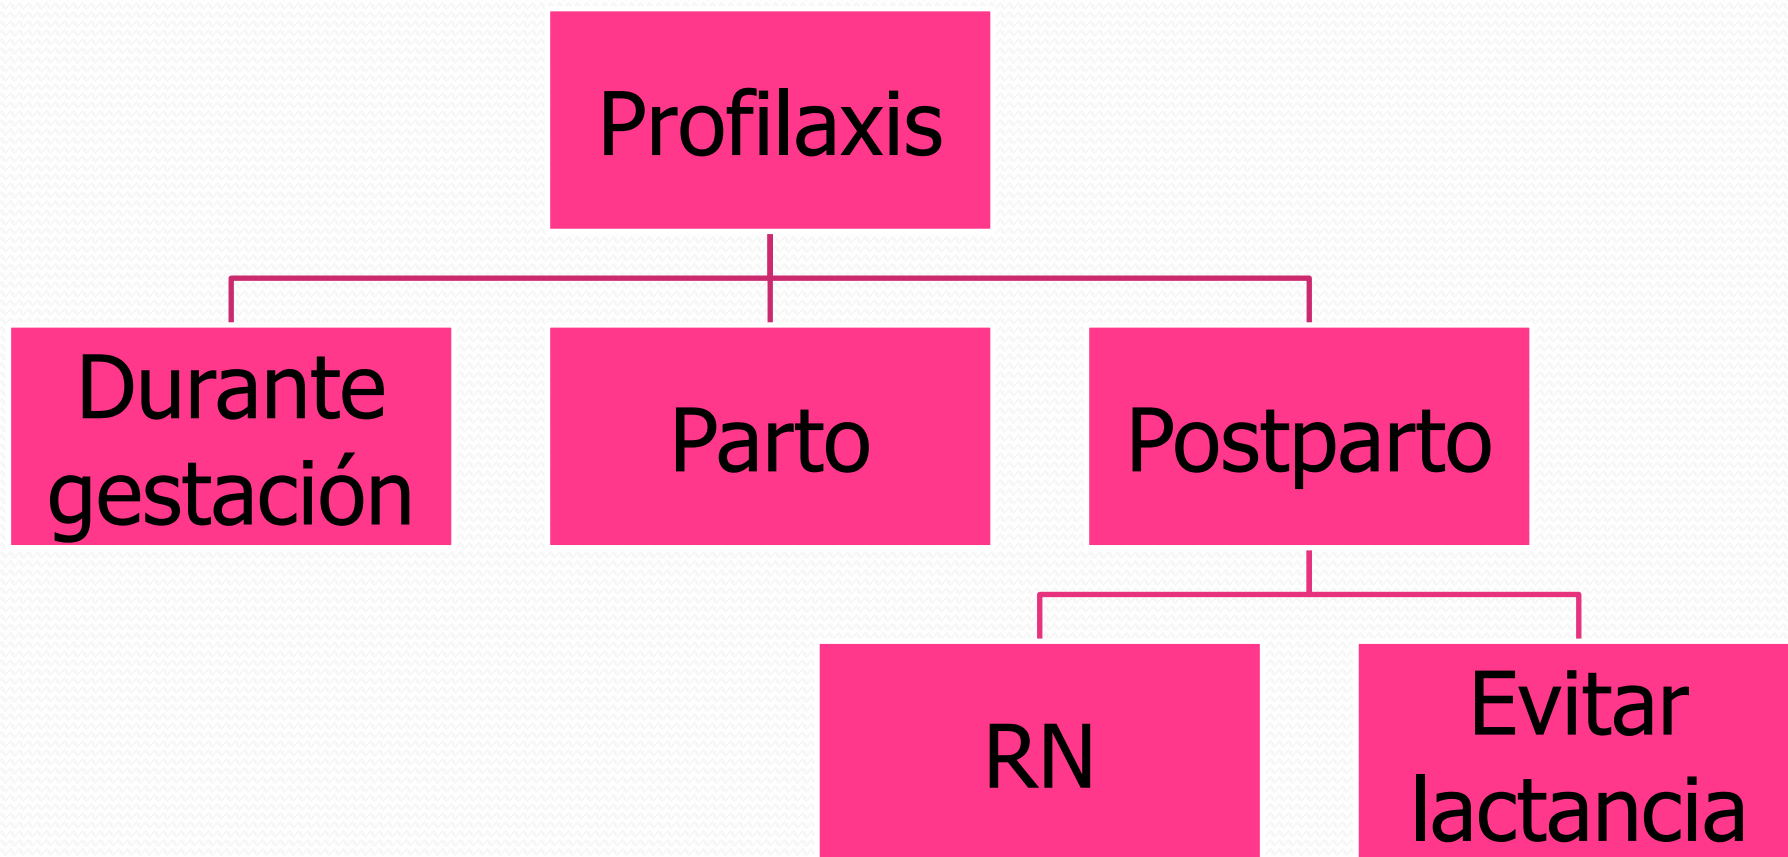 Profilaxis
Durante
gestación
Parto
Postparto
RN
Evitar
lactancia